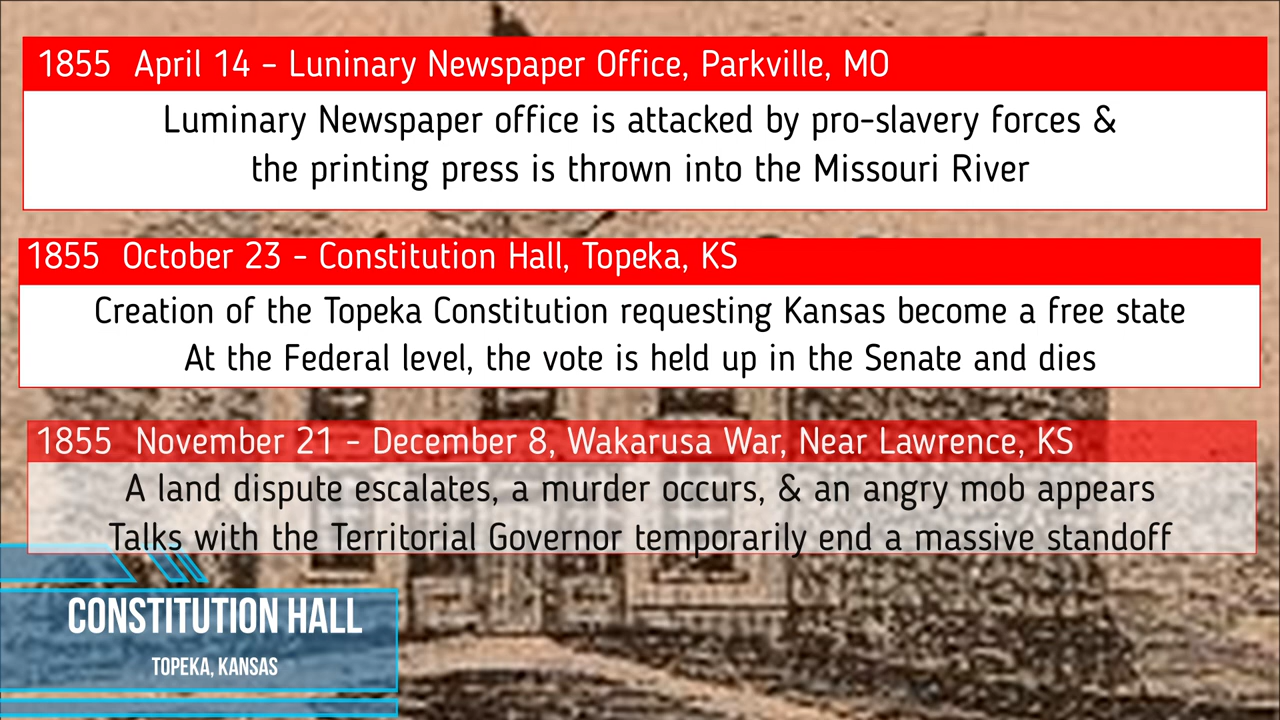 1855 April 14 - Luninary Newspaper Office, Parkville, MO
Luminary Newspaper office is attacked by pro-slavery forces &
the printing press is thrown into the Missouri River
1855 October 23 - Constitution Hall, Topeka, KS
Creation of the Topeka Constitution requesting Kansas become a free state
At the Federal level, the vote is held up in the Senate and dies
1855 November 21 - December 8, Wakarusa War, Near Lawrence, KS
A land dispute escalates, a murder occurs, & an angry mob appears
Talks with the Territorial Governor temporarily end a massive standoff
CONSTITUTION HALL
TOPEKA, KANSAS